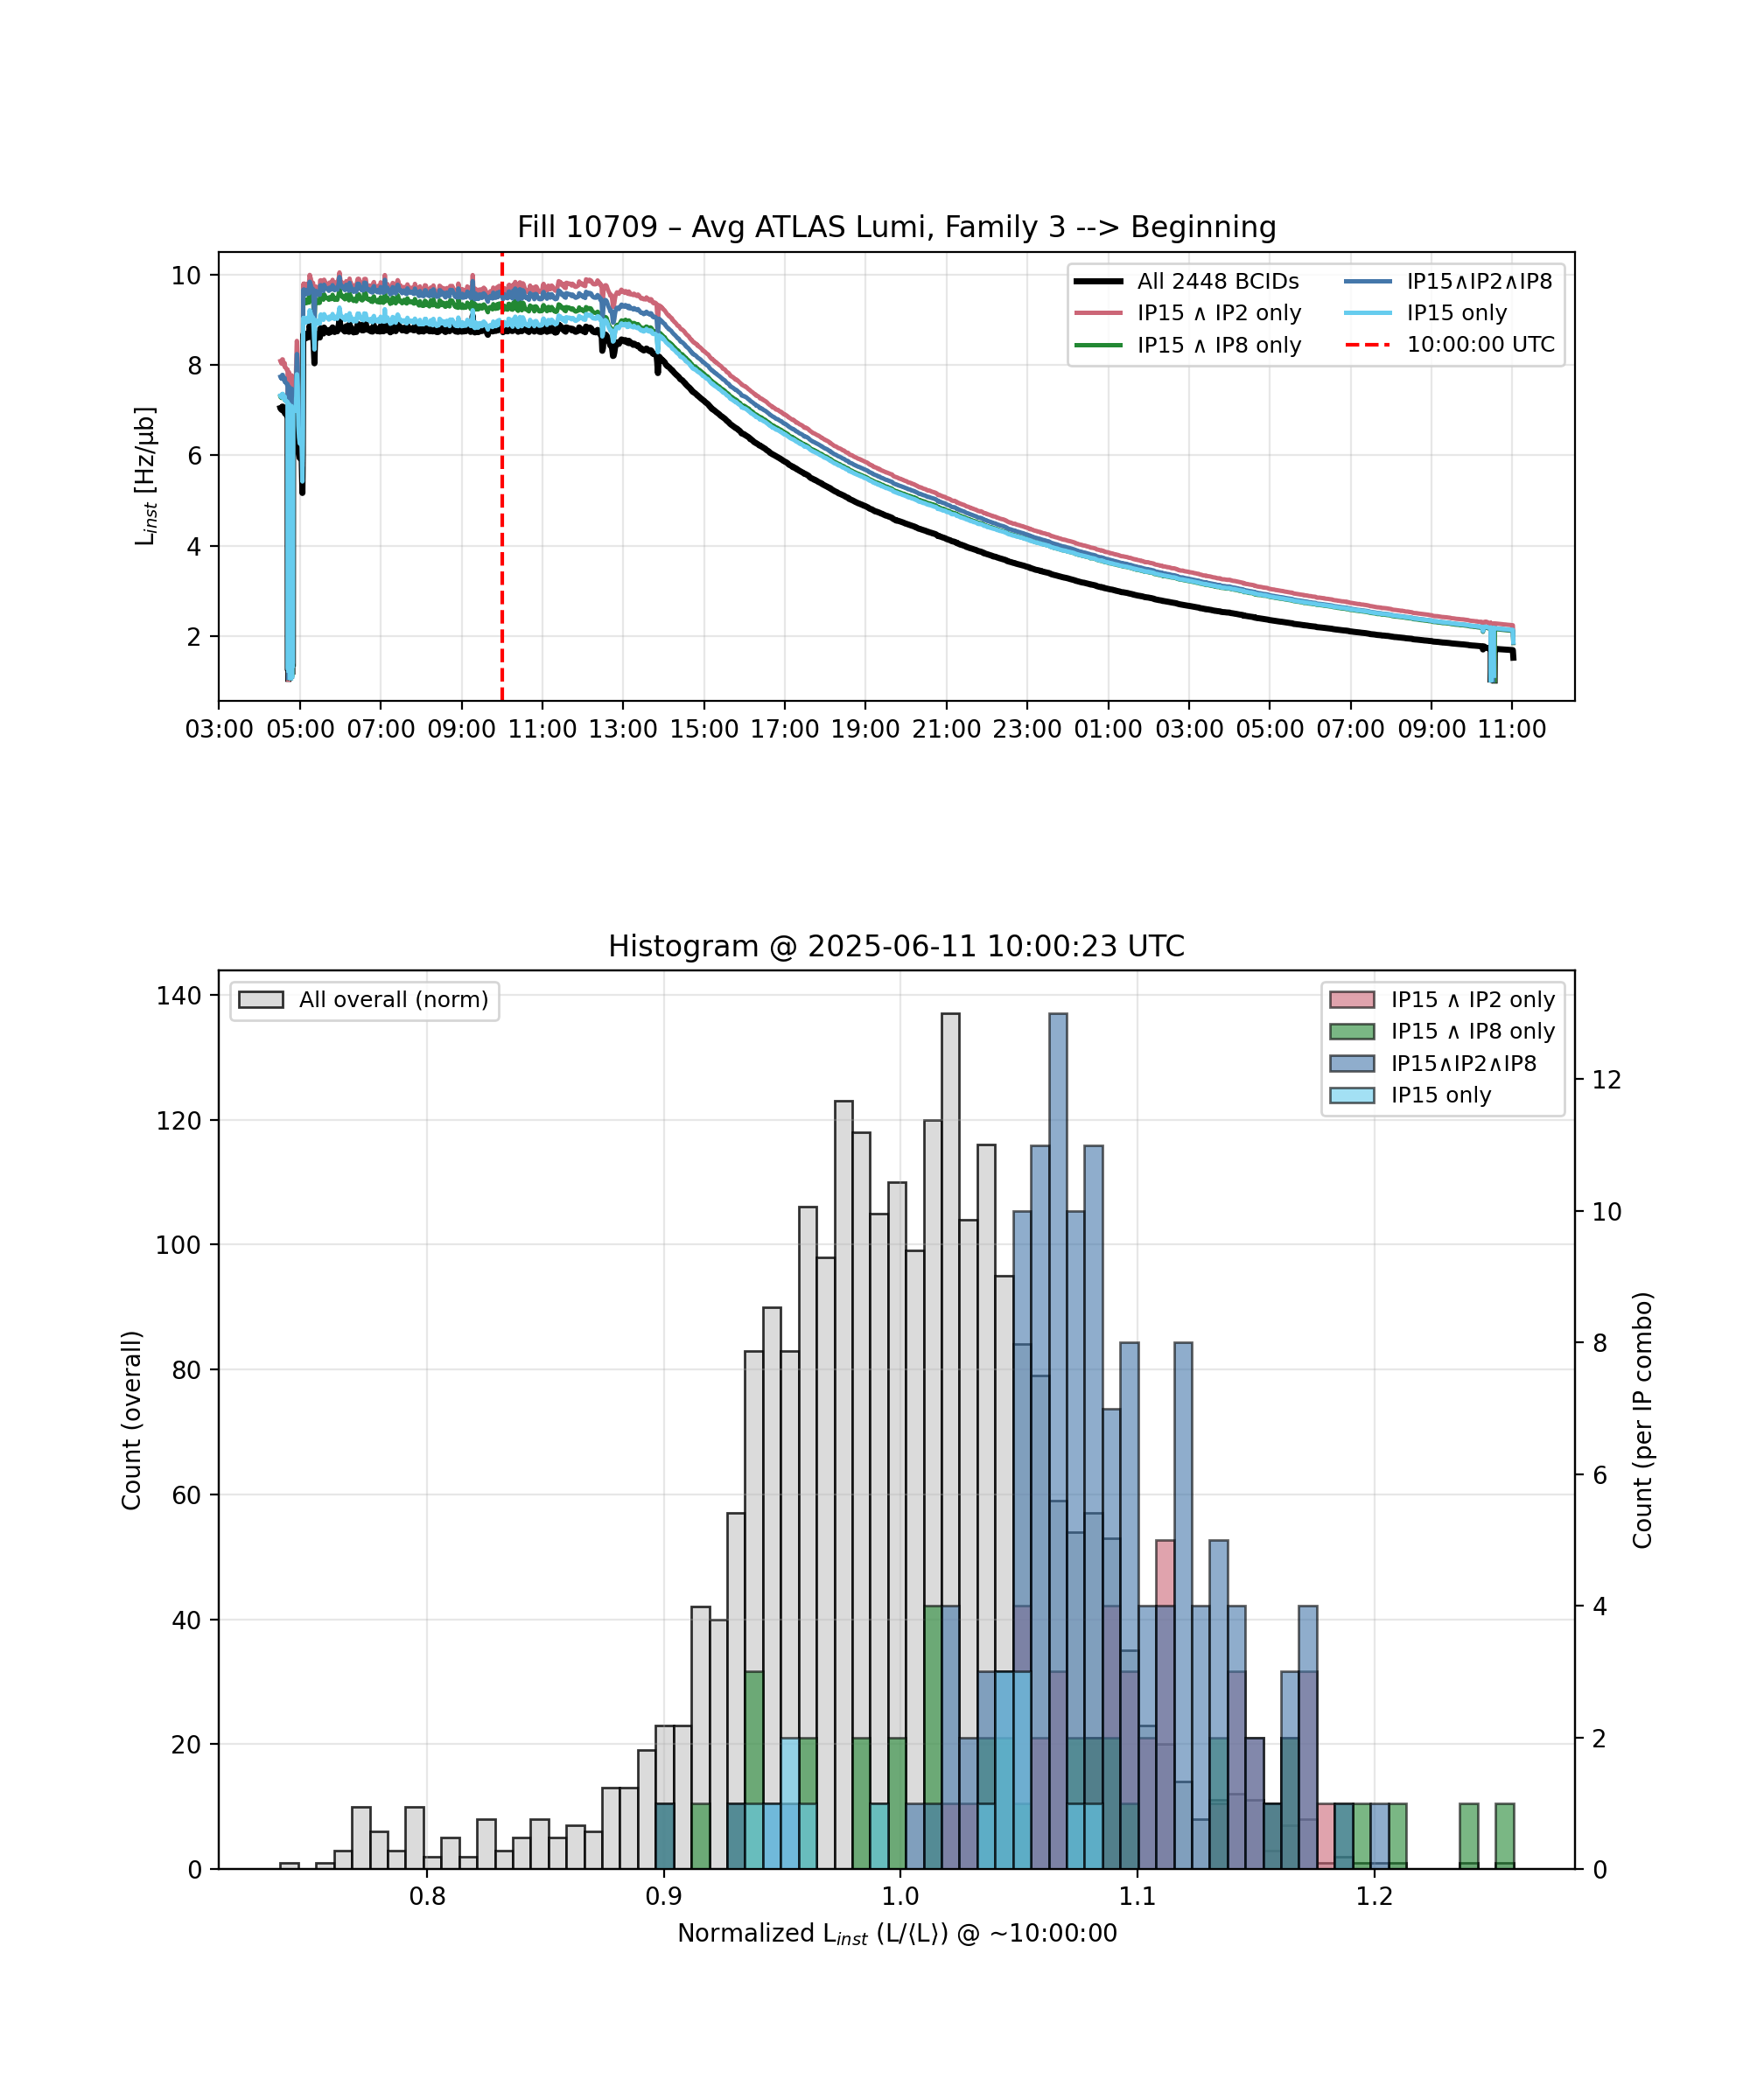 Fill 10709 – Avg ATLAS Lumi, Family 3 --> Beginning
L_inst [Hz/μb]
10
8
6
4
2
All 2448 BCIDs
IP15 ∧ IP2 only
IP15 ∧ IP8 only
IP15∧IP2∧IP8
IP15 only
10:00:00 UTC
03:00 05:00 07:00 09:00 11:00 13:00 15:00 17:00 19:00 21:00 23:00 01:00 03:00 05:00 07:00 09:00 11:00
Histogram @ 2025-06-11 10:00:23 UTC
Count (overall)
140
120
100
80
60
40
20
0
All overall (norm)
IP15 ∧ IP2 only
IP15 ∧ IP8 only
IP15∧IP2∧IP8
IP15 only
12
10
8
6
4
2
0
Count (per IP combo)
0.8 0.9 1.0 1.1 1.2
Normalized L_inst (L/⟨L⟩) @ ~10:00:00